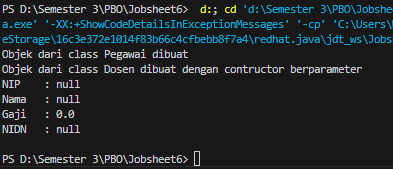 PS D:\Semester 3\PBO\Jobsheet6>  d:; cd 'd:\Semester 3\PBO\Jobshe
a.exe' '-XX:+ShowCodeDetailsInExceptionMessages' '-cp' 'C:\Users\
eStorage\16c3e372e1014f83b66c4cfbebb8f7a4\redhat.java\jdt_ws\Jobs
Objek dari class Pegawai dibuat
Objek dari class Dosen dibuat dengan contructor berparameter
NIP    : null
Nama   : null
Gaji   : 0.0
NIDN   : null
PS D:\Semester 3\PBO\Jobsheet6>